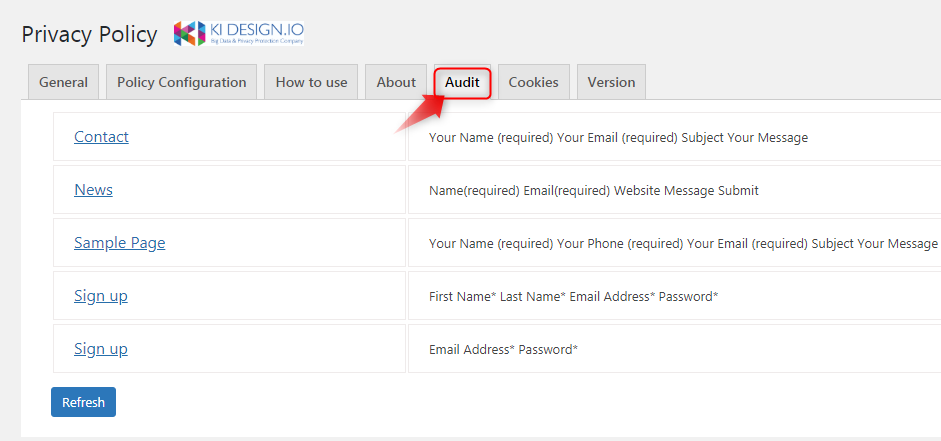 Privacy Policy KI DESIGN.IO
Big Data & Privacy Protection Company
General Policy Configuration How to use About Audit Cookies Version
Contact Your Name (required) Your Email (required) Subject Your Message
News Name(required) Email(required) Website Message Submit
Sample Page Your Name (required) Your Phone (required) Your Email (required) Subject Your Message
Sign up First Name* Last Name* Email Address* Password*
Sign up Email Address* Password*
Refresh